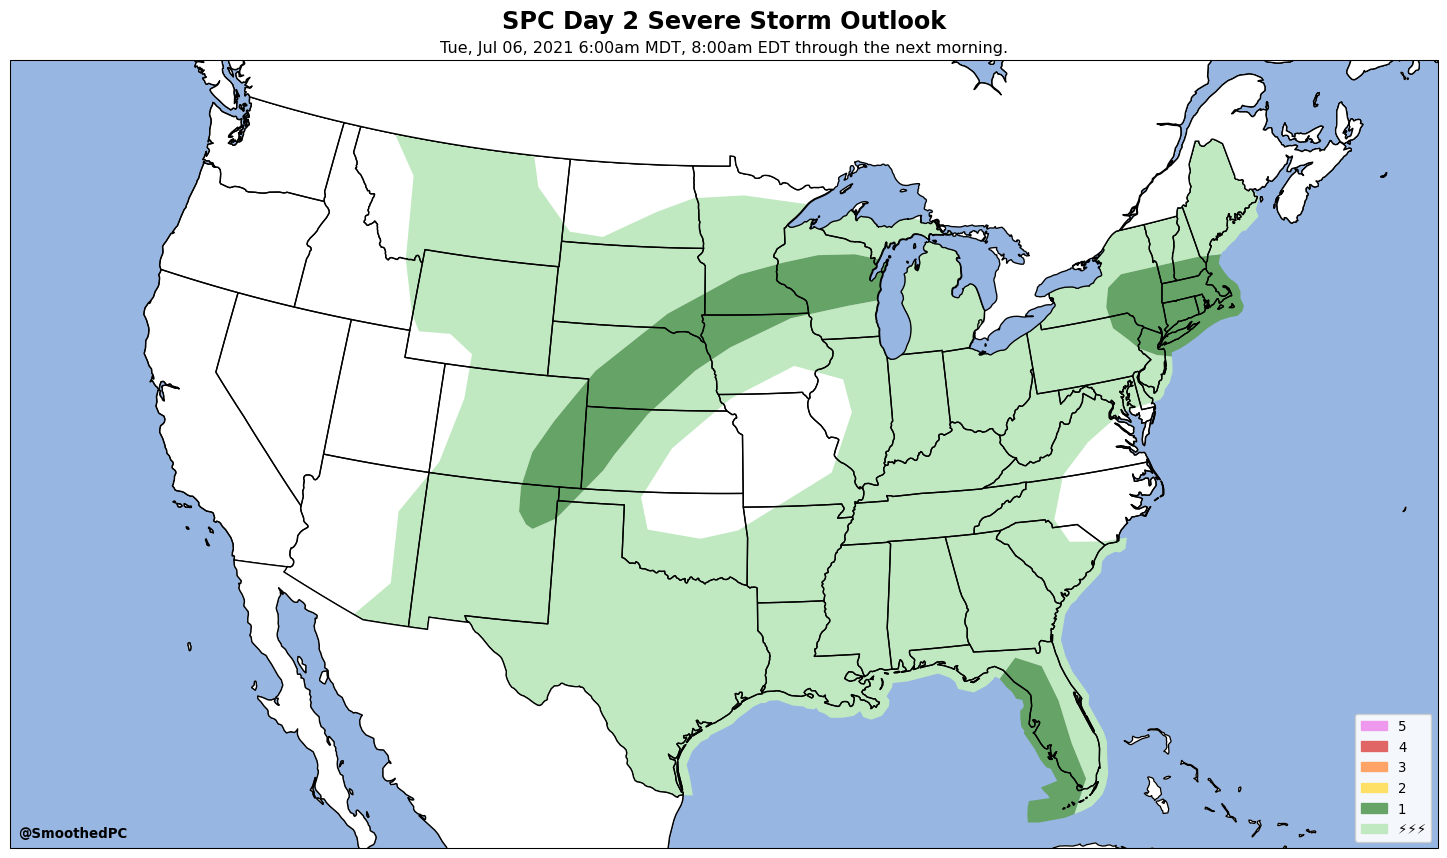 SPC Day 2 Severe Storm Outlook
Tue, Jul 06, 2021 6:00am MDT, 8:00am EDT through the next morning.
5
4
3
2
1
⚡⚡⚡
@SmoothedPC